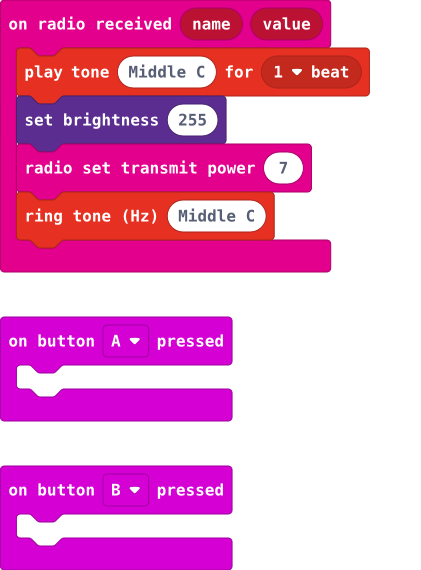 on radio received name value
play tone Middle C for 1 beat
set brightness 255
radio set transmit power 7
ring tone (Hz) Middle C
on button A pressed
on button B pressed